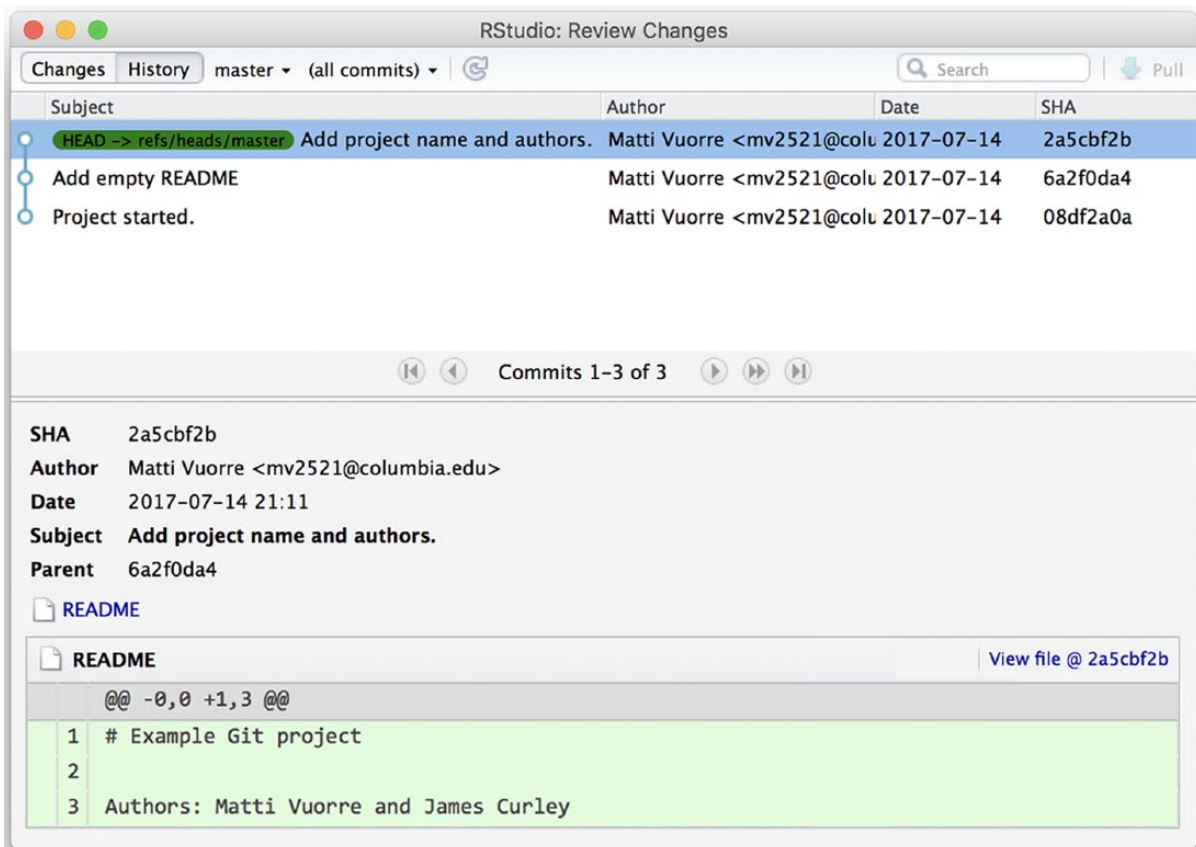 RStudio: Review Changes
Changes History master (all commits) Search Pull
Subject Author Date SHA
HEAD -> refs/heads/master Add project name and authors. Matti Vuorre <mv2521@colu 2017-07-14 2a5cbf2b
Add empty README Matti Vuorre <mv2521@colu 2017-07-14 6a2f0da4
Project started. Matti Vuorre <mv2521@colu 2017-07-14 08df2a0a
Commits 1-3 of 3
SHA 2a5cbf2b
Author Matti Vuorre <mv2521@columbia.edu>
Date 2017-07-14 21:11
Subject Add project name and authors.
Parent 6a2f0da4
README
README View file @ 2a5cbf2b
@@ -0,0 +1,3 @@
1 # Example Git project
2
3 Authors: Matti Vuorre and James Curley